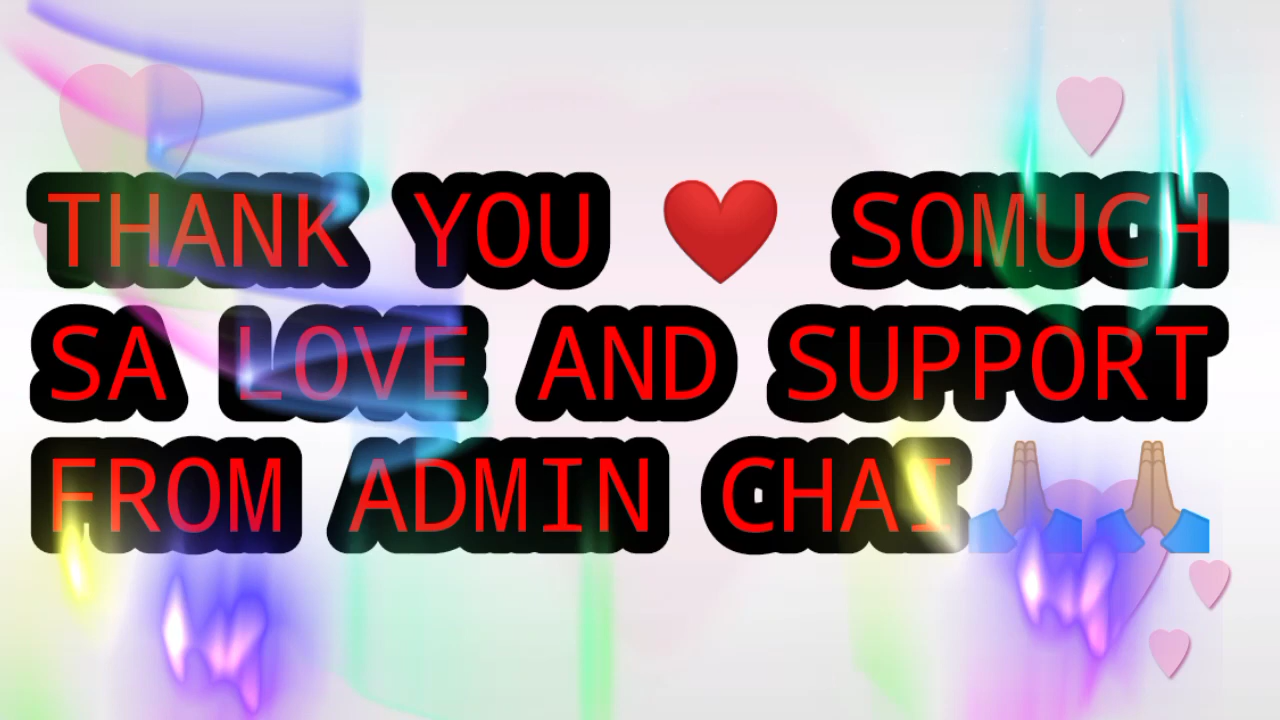 THANK YOU ❤️ SOMUCH
SA LOVE AND SUPPORT
FROM ADMIN CHAI 🙏🏽🙏🏽